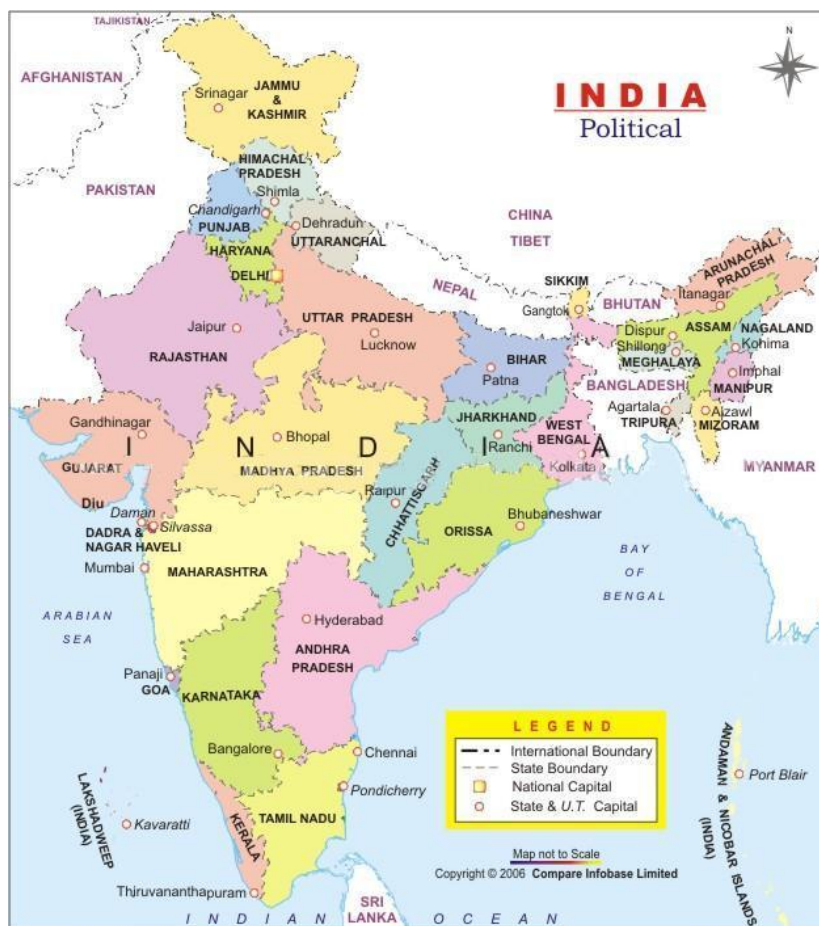 TAJIKISTAN
AFGHANISTAN
JAMMU
&
KASHMIR
Srinagar
N
INDIA
Political
HIMACHAL
PRADESH
Shimla
PAKISTAN
Chandigarh
PUNJAB
Dehradun
UTTARANCHAL
HARYANA
DELHI
CHINA
TIBET
NEPAL
SIKKIM
Gangtok
BHUTAN
ARUNACHAL
PRADESH
Itanagar
Jaipur
RAJASTHAN
UTTAR PRADESH
Lucknow
BIHAR
Patna
Dispur
ASSAM
NAGALAND
Shillong
Kohima
MEGHALAYA
Imphal
MANIPUR
BANGLADESH
Agartala
TRIPURA
Aizawl
MIZORAM
MYANMAR
Gandhinagar
GUJARAT
INDIA
Bhopal
MADHYA PRADESH
JHARKHAND
Ranchi
WEST
BENGAL
Kolkata
Raipur
CHHATTISGARH
ORISSA
Bhubaneshwar
Diu
Daman
Silvassa
DADRA &
NAGAR HAVELI
Mumbai
MAHARASHTRA
BAY
OF
BENGAL
ARABIAN
SEA
Hyderabad
ANDHRA
PRADESH
Panaji
GOA
KARNATAKA
Bangalore
Chennai
Pondicherry
LAKSHADWEEP
(INDIA)
Kavaratti
KERALA
TAMIL NADU
Thiruvananthapuram
SRI
LANKA
INDIAN OCEAN
ANDAMAN & NICOBAR ISLANDS
(INDIA)
Port Blair
LEGEND
International Boundary
State Boundary
National Capital
State & U.T. Capital
Map not to Scale
Copyright © 2006 Compare Infobase Limited